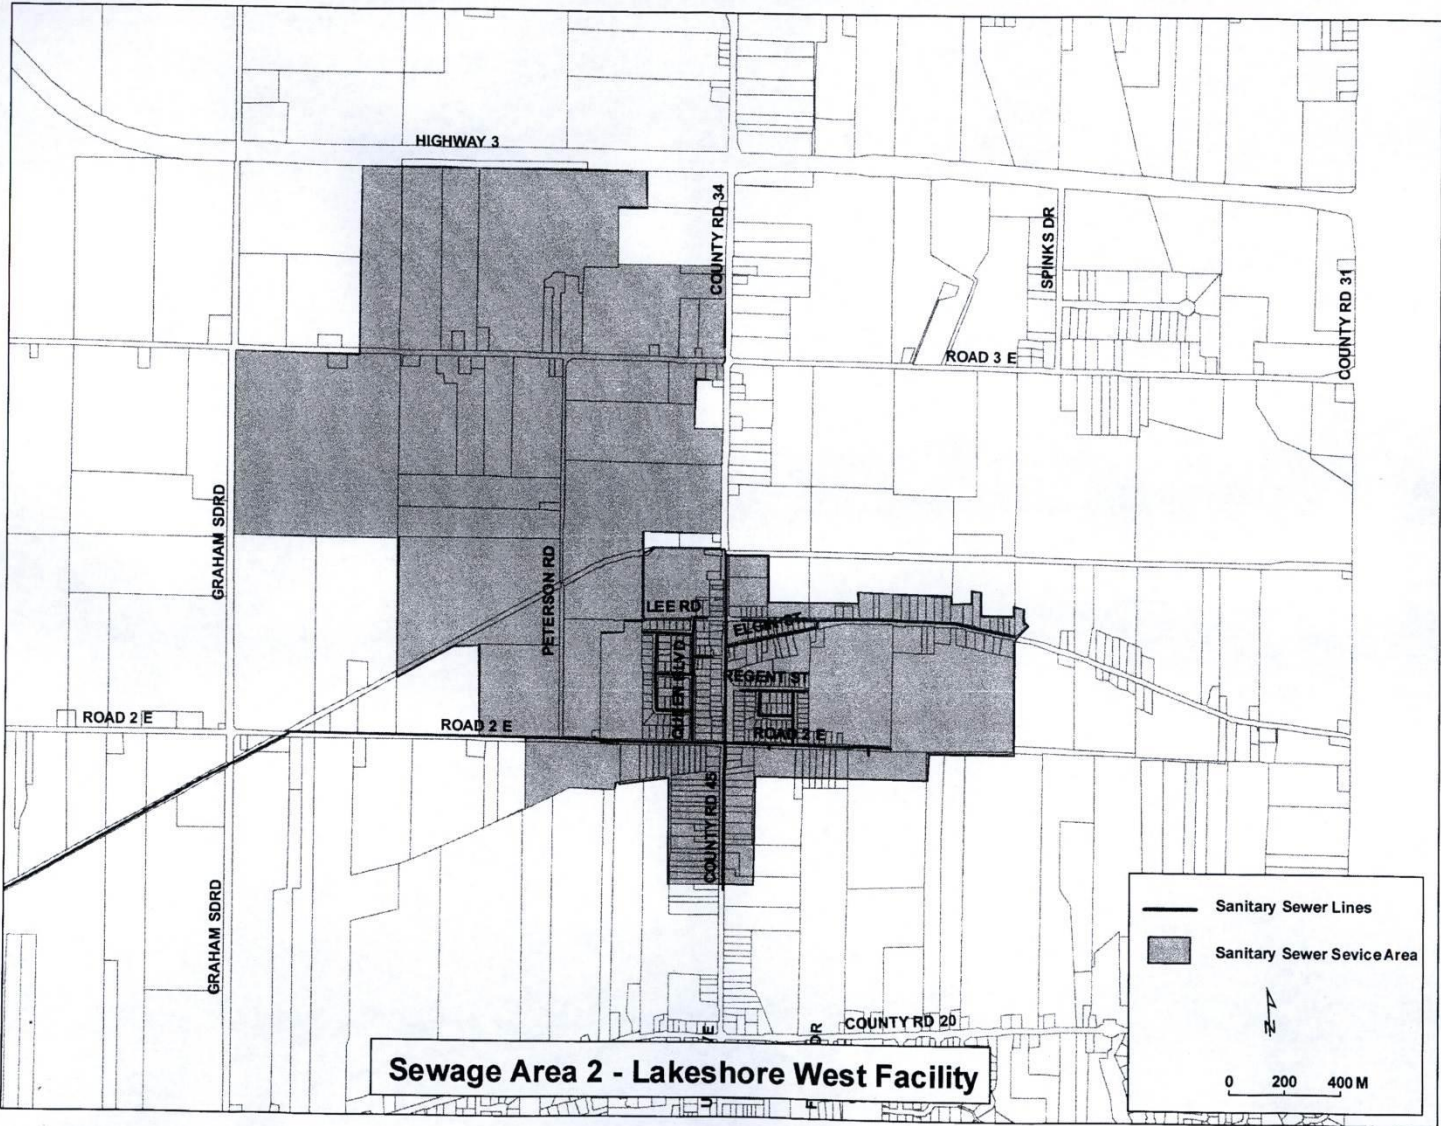 HIGHWAY 3
COUNTY RD 34
SPINKS DR
COUNTY RD 31
ROAD 3 E
GRAHAM SDRD
PETERSON RD
LEE RD
ELGIN ST
QUEEN BLVD
REGENT ST
ROAD 2 E
ROAD 2 E
ROAD 2 E
COUNTY RD 45
GRAHAM SDRD
COUNTY RD 20
Sanitary Sewer Lines
Sanitary Sewer Sevice Area
N
0 200 400 M
Sewage Area 2 - Lakeshore West Facility